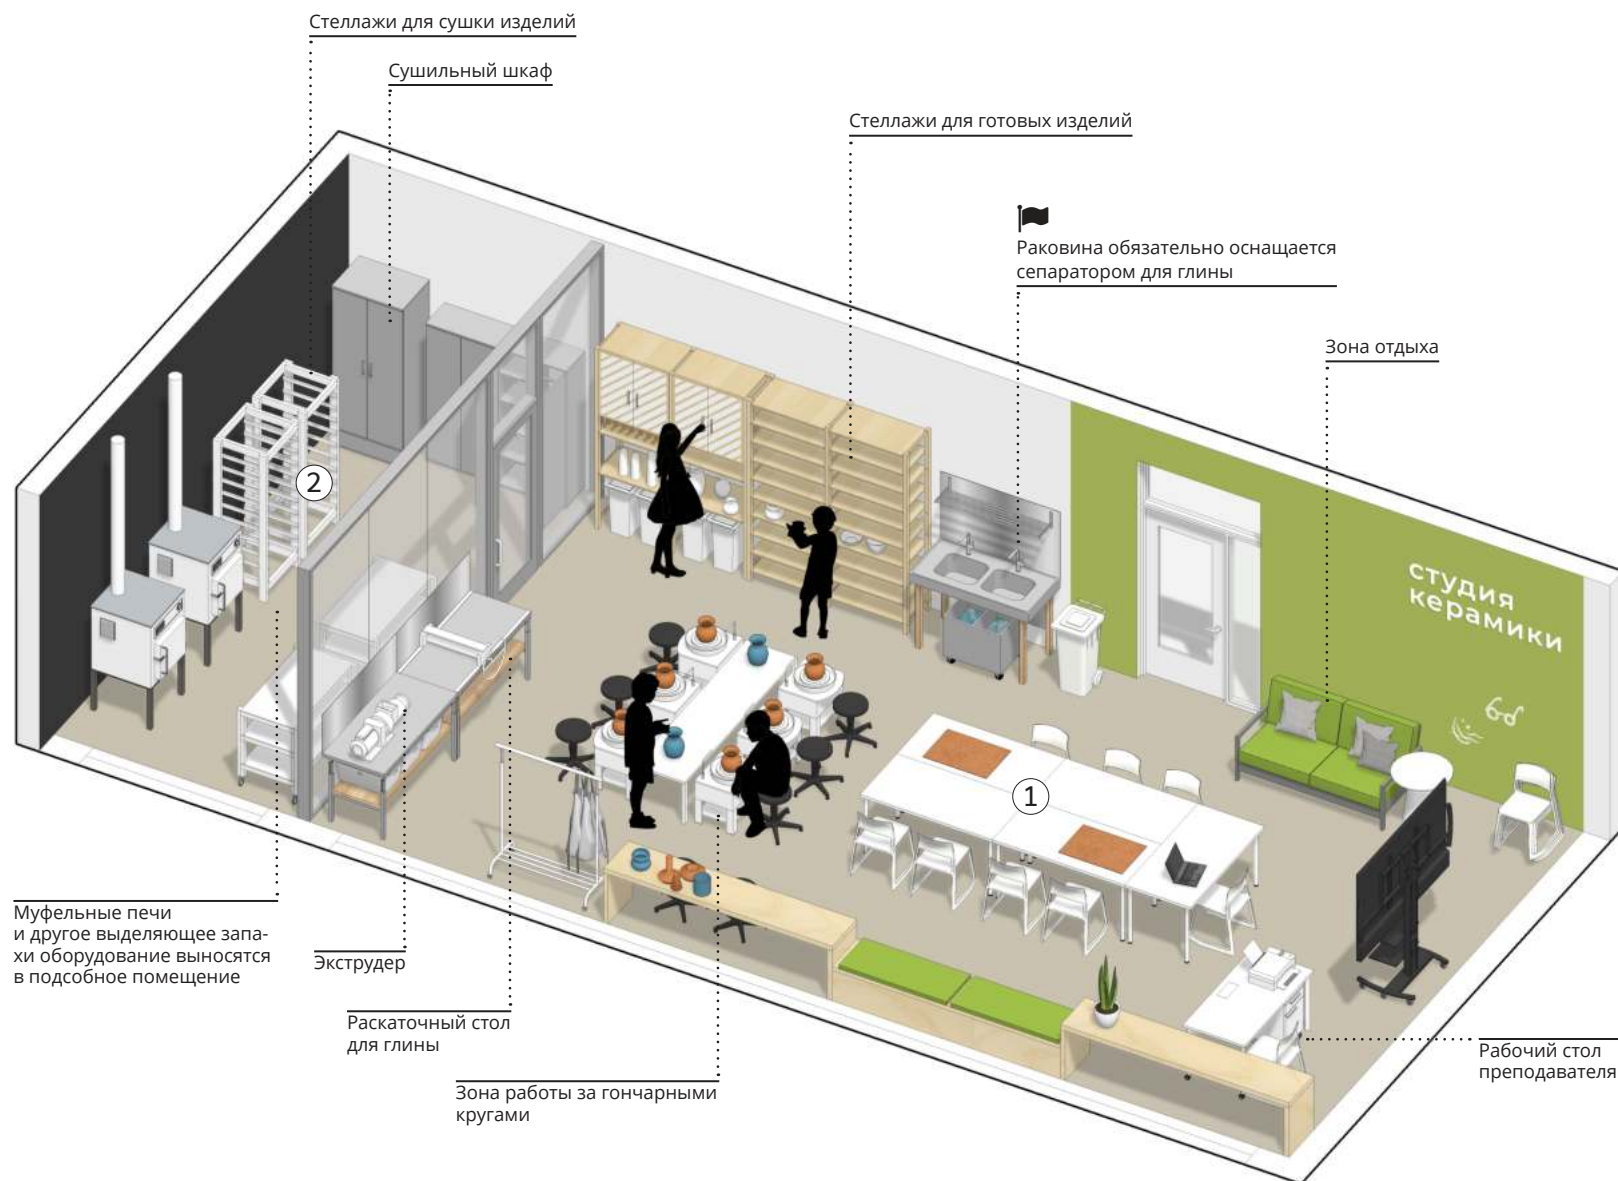 Стеллажи для сушки изделий
Сушильный шкаф
Стеллажи для готовых изделий
Раковина обязательно оснащается
сепаратором для глины
Зона отдыха
2
студия
керамики
1
Муфельные печи
и другое выделяющее запа-
хи оборудование выносятся
в подсобное помещение
Экструдер
Раскаточный стол
для глины
Зона работы за гончарными
кругами
Рабочий стол
преподавателя